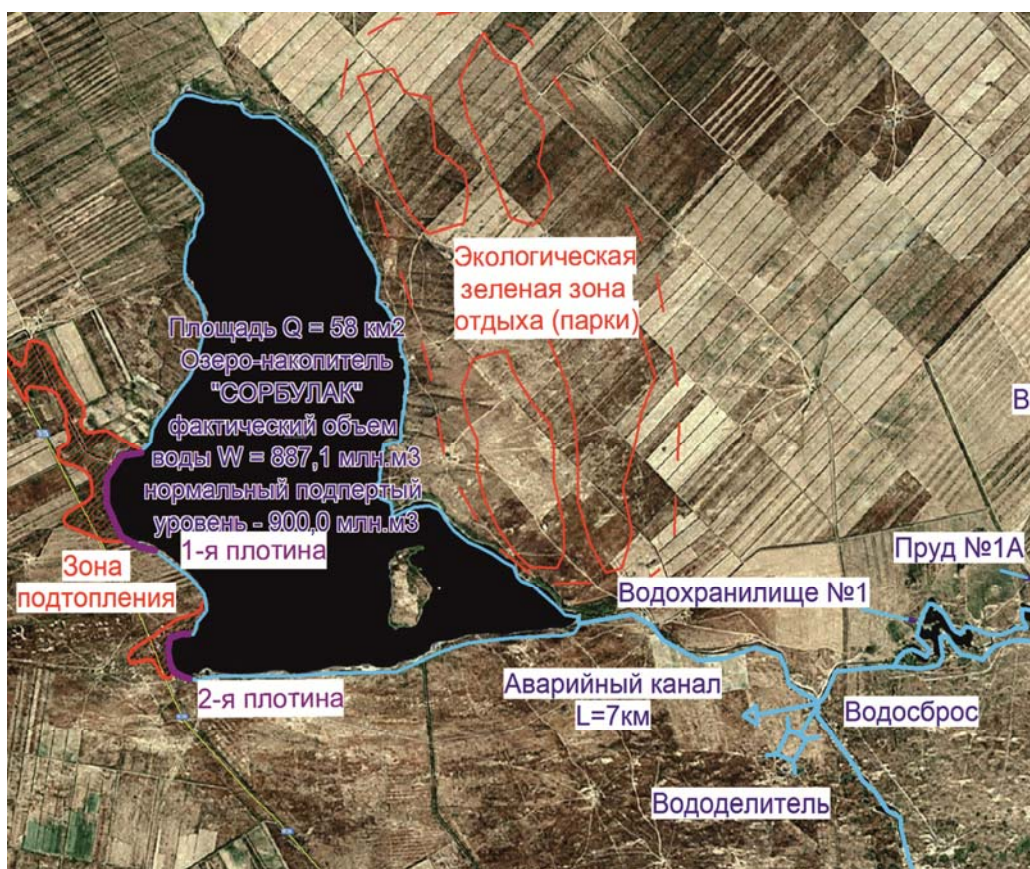 Экологическая
зеленая зона
отдыха (парки)
Площадь Q = 58 км2
Озеро-накопитель
"СОРБУЛАК"
фактический объем
воды W = 887,1 млн.м3
нормальный подпертый
уровень - 900,0 млн.м3
В
1-я плотина
Зона
подтопления
Пруд №1А
Водохранилище №1
2-я плотина
Аварийный канал
L=7км
Водосброс
Вододелитель